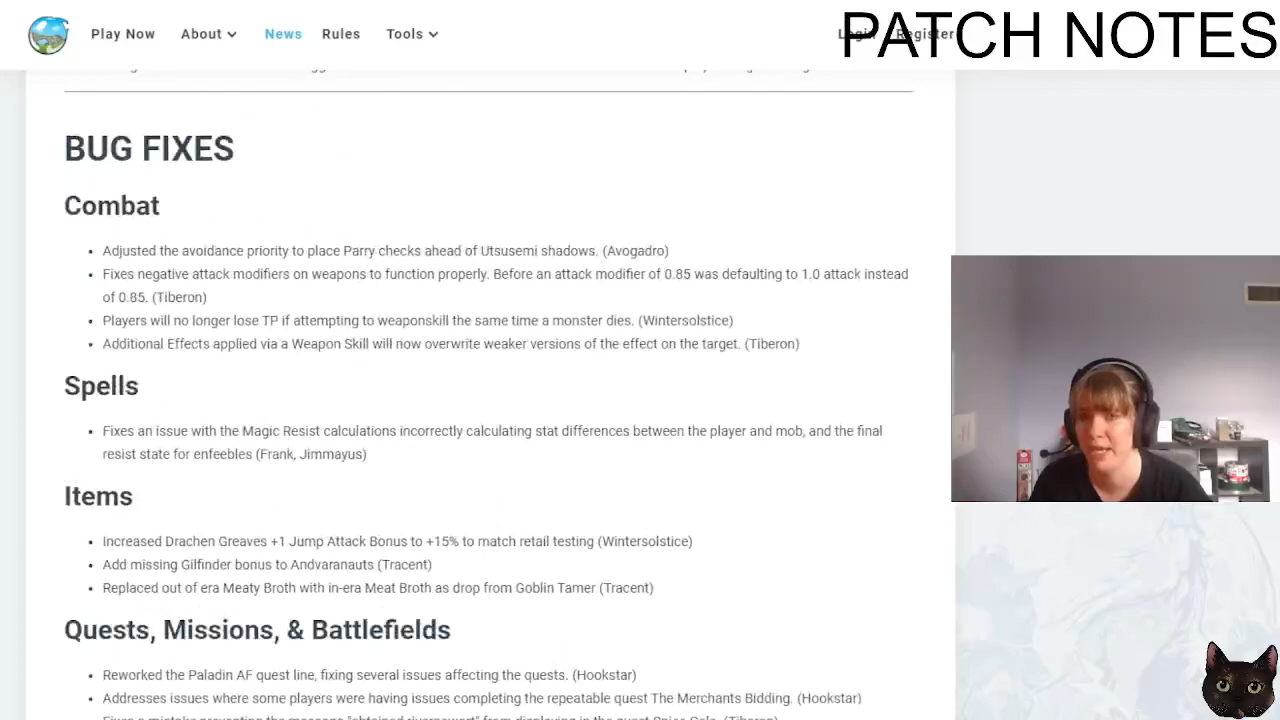 Play Now About News Rules Tools Login Register
PATCH NOTES
BUG FIXES
Combat
• Adjusted the avoidance priority to place Parry checks ahead of Utsusemi shadows. (Avogadro)
• Fixes negative attack modifiers on weapons to function properly. Before an attack modifier of 0.85 was defaulting to 1.0 attack instead
of 0.85. (Tiberon)
• Players will no longer lose TP if attempting to weaponskill the same time a monster dies. (Wintersolstice)
• Additional Effects applied via a Weapon Skill will now overwrite weaker versions of the effect on the target. (Tiberon)
Spells
• Fixes an issue with the Magic Resist calculations incorrectly calculating stat differences between the player and mob, and the final
resist state for enfeebles (Frank, Jimmayus)
Items
• Increased Drachen Greaves +1 Jump Attack Bonus to +15% to match retail testing (Wintersolstice)
• Add missing Gilfinder bonus to Andvaranauts (Tracent)
• Replaced out of era Meaty Broth with in-era Meat Broth as drop from Goblin Tamer (Tracent)
Quests, Missions, & Battlefields
• Reworked the Paladin AF quest line, fixing several issues affecting the quests. (Hookstar)
• Addresses issues where some players were having issues completing the repeatable quest The Merchants Bidding. (Hookstar)